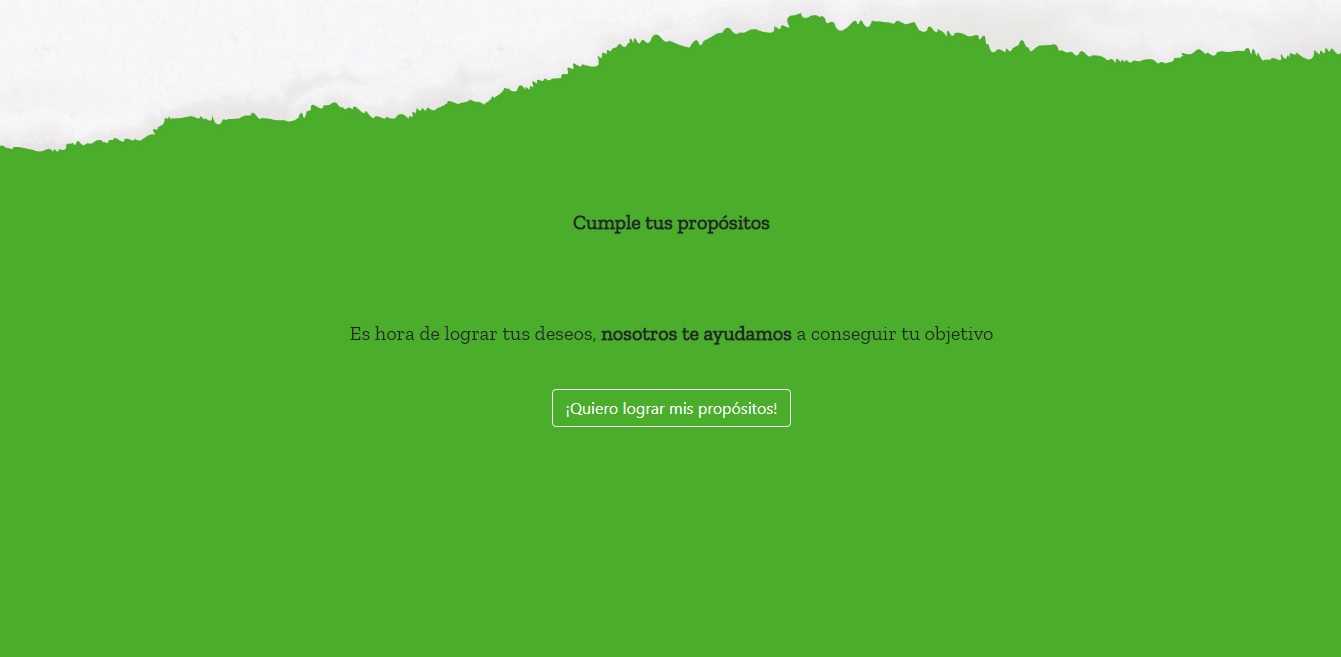 Cumple tus propósitos
Es hora de lograr tus deseos, nosotros te ayudamos a conseguir tu objetivo
¡Quiero lograr mis propósitos!